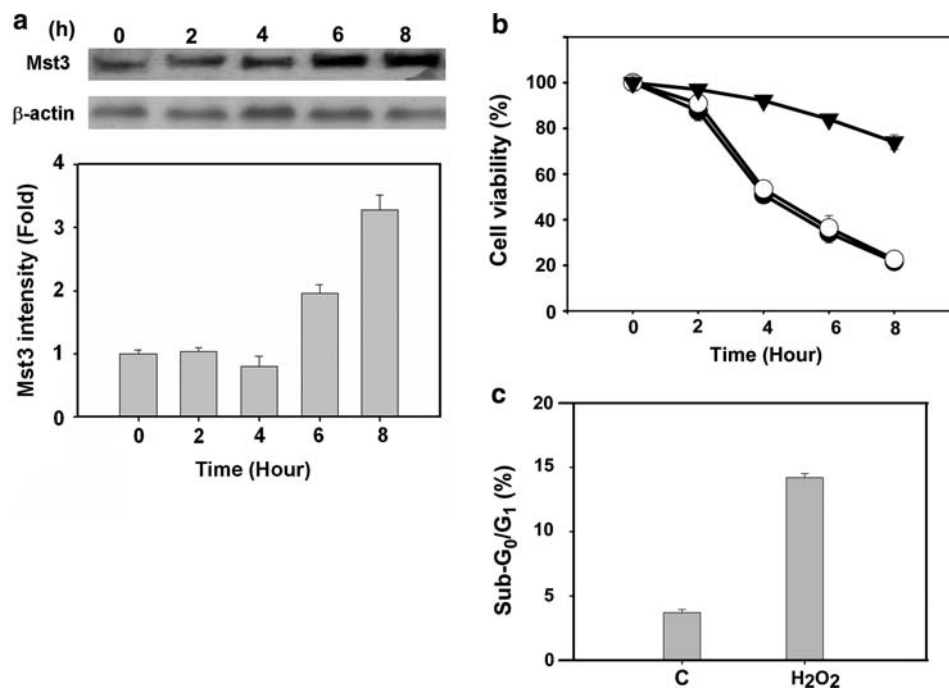 a
(h) 0 2 4 6 8
Mst3
β-actin
4
3
2
1
0
Mst3 intensity (Fold)
0 2 4 6 8
Time (Hour)
b
100
80
60
40
20
0
Cell viability (%)
0 2 4 6 8
Time (Hour)
c
20
15
10
5
0
Sub-G₀/G₁ (%)
C H₂O₂